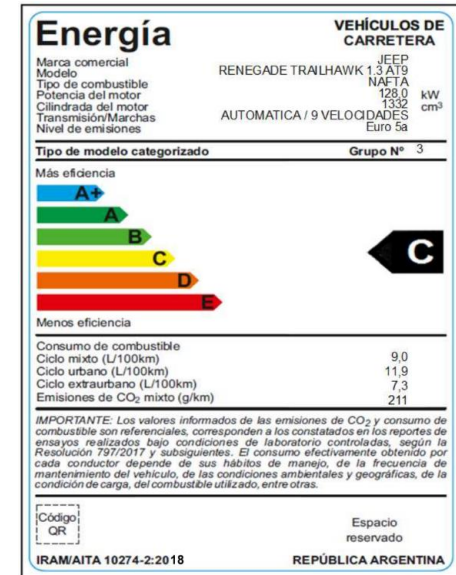 Energía
VEHÍCULOS DE
CARRETERA
Marca comercial JEEP
Modelo RENEGADE TRAILHAWK 1.3 AT9
Tipo de combustible NAFTA
Potencia del motor 128,0 kW
Cilindrada del motor 1332 cm³
Transmisión/Marchas AUTOMATICA / 9 VELOCIDADES
Nivel de emisiones Euro 5a
Tipo de modelo categorizado Grupo Nº 3
Más eficiencia
A+
A
B
C
C
D
E
Menos eficiencia
Consumo de combustible
Ciclo mixto (L/100km) 9,0
Ciclo urbano (L/100km) 11,9
Ciclo extraurbano (L/100km) 7,3
Emisiones de CO₂ mixto (g/km) 211
IMPORTANTE: Los valores informados de las emisiones de CO₂ y consumo de
combustible son referenciales, corresponden a los constatados en los reportes de
ensayos realizados bajo condiciones de laboratorio controladas, según la
Resolución 797/2017 y subsiguientes. El consumo efectivamente obtenido por
cada conductor depende de sus hábitos de manejo, de la frecuencia de
mantenimiento del vehículo, de las condiciones ambientales y geográficas, de la
condición de carga, del combustible utilizado, entre otras.
Código
QR
Espacio
reservado
IRAM/AITA 10274-2:2018 REPÚBLICA ARGENTINA